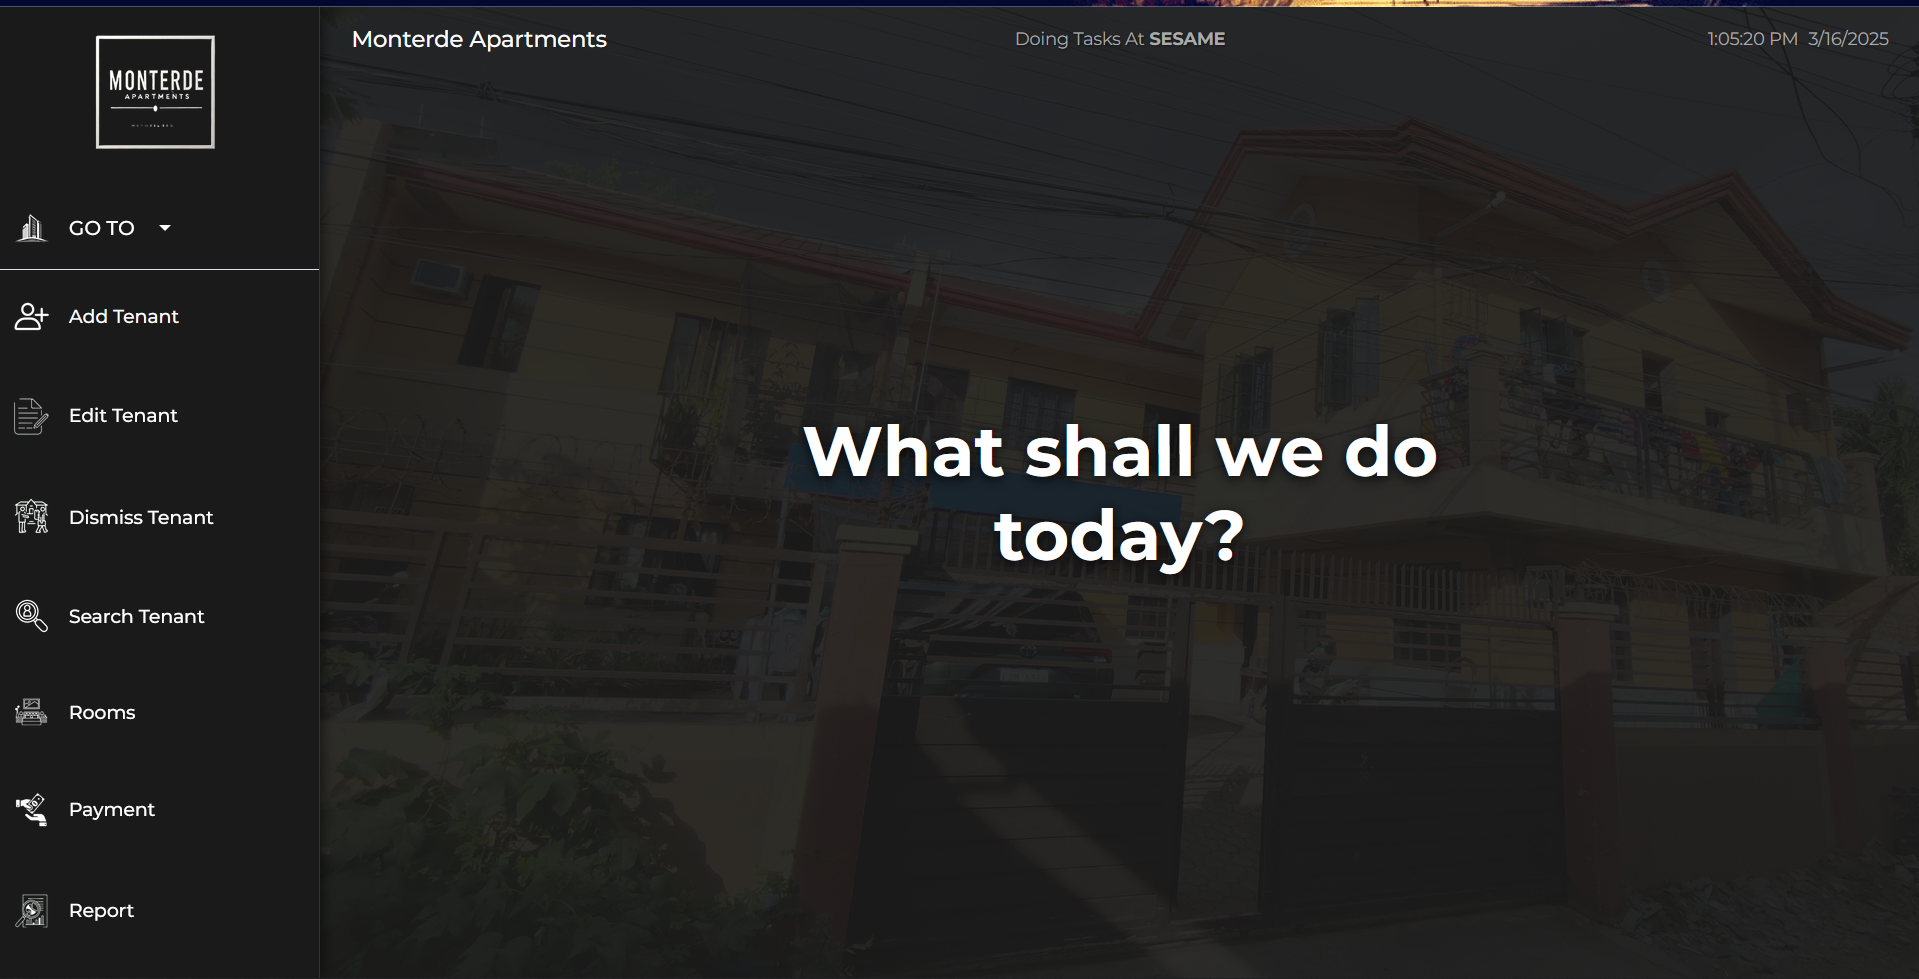 MONTERDE
APARTMENTS
Monterde Apartments
Doing Tasks At SESAME
1:05:20 PM 3/16/2025
GO TO
Add Tenant
Edit Tenant
Dismiss Tenant
Search Tenant
Rooms
Payment
Report
What shall we do
today?